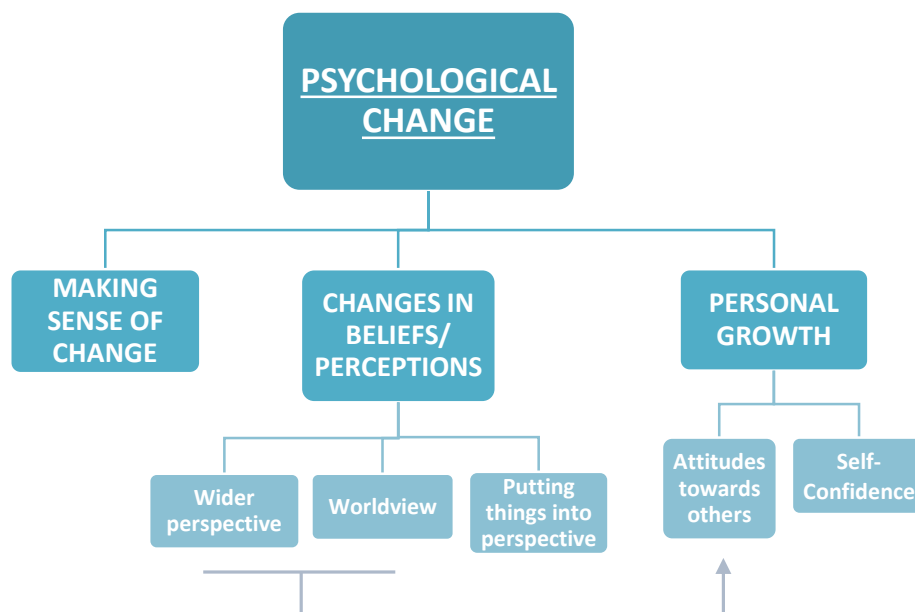 PSYCHOLOGICAL
CHANGE
MAKING
SENSE OF
CHANGE
CHANGES IN
BELIEFS/
PERCEPTIONS
PERSONAL
GROWTH
Wider
perspective
Worldview
Putting
things into
perspective
Attitudes
towards
others
Self-
Confidence